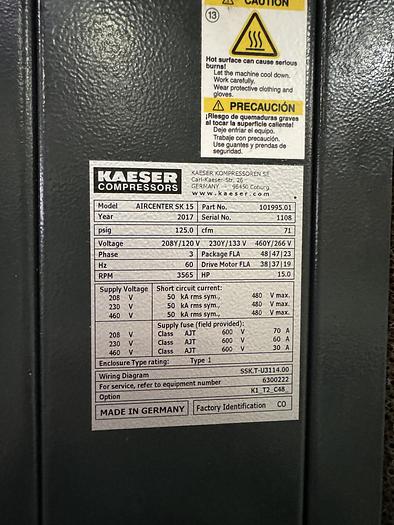 CAUTION
13
Hot surface can cause serious
burns!
Let the machine cool down.
Work carefully.
Wear protective clothing and
gloves.
PRECAUCIÓN
¡Riesgo de quemaduras graves
al tocar la superficie caliente!
Deje enfriar el equipo.
Trabaje con cuidado.
Use guantes y prendas de
seguridad.
KAESER
COMPRESSORS
KAESER KOMPRESSOREN SE
Carl-Kaeser-Str. 26
GERMANY 96450 Coburg
www.kaeser.com
Model AIRCENTER SK 15 Part No. 101995.01
Year 2017 Serial No. 1108
psig 125.0 cfm 71
Voltage 208Y/120 V 230Y/133 V 460Y/266 V
Phase 3 Package FLA 48|47|23
Hz 60 Drive Motor FLA 38|37|19
RPM 3565 HP 15.0
Supply Voltage Short circuit current:
208 V 50 kA rms sym., 480 V max.
230 V 50 kA rms sym., 480 V max.
460 V 50 kA rms sym., 480 V max.
Supply fuse (field provided):
208 V Class AJT 600 V 70 A
230 V Class AJT 600 V 60 A
460 V Class AJT 600 V 30 A
Enclosure Type rating: Type 1
Wiring Diagram SSK.T-U3114.00
For service, refer to equipment number 6300222
Option K1_T2_C48_
MADE IN GERMANY Factory Identification CO